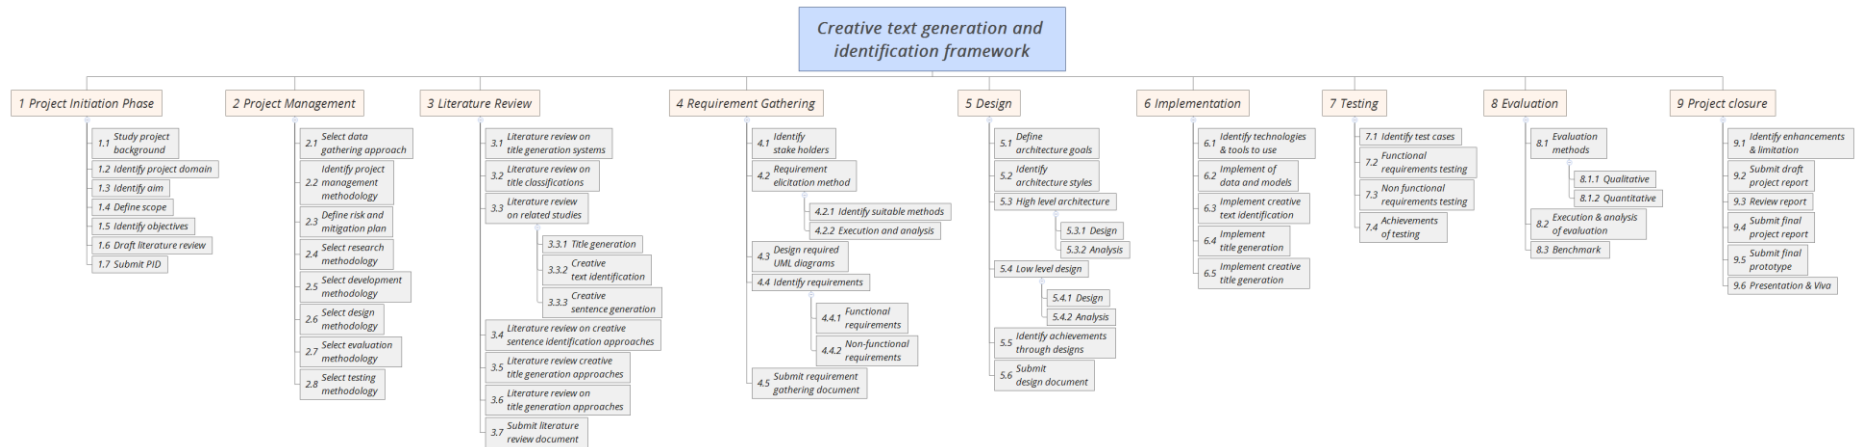 Creative text generation and
identification framework
1 Project Initiation Phase
1.1 Study project
background
1.2 Identify project domain
1.3 Identify aim
1.4 Define scope
1.5 Identify objectives
1.6 Draft literature review
1.7 Submit PID
2 Project Management
2.1 Select data
gathering approach
2.2 Identify project
management
methodology
2.3 Define risk and
mitigation plan
2.4 Select research
methodology
2.5 Select development
methodology
2.6 Select design
methodology
2.7 Select evaluation
methodology
2.8 Select testing
methodology
3 Literature Review
3.1 Literature review on
title generation systems
3.2 Literature review on
title classifications
3.3 Literature review
on related studies
3.3.1 Title generation
3.3.2 Creative
text identification
3.3.3 Creative
sentence generation
3.4 Literature review on creative
sentence identification approaches
3.5 Literature review creative
title generation approaches
3.6 Literature review on
title generation approaches
3.7 Submit literature
review document
4 Requirement Gathering
4.1 Identify
stake holders
4.2 Requirement
elicitation method
4.2.1 Identify suitable methods
4.2.2 Execution and analysis
4.3 Design required
UML diagrams
4.4 Identify requirements
4.4.1 Functional
requirements
4.4.2 Non-functional
requirements
4.5 Submit requirement
gathering document
5 Design
5.1 Define
architecture goals
5.2 Identify
architecture styles
5.3 High level architecture
5.3.1 Design
5.3.2 Analysis
5.4 Low level design
5.4.1 Design
5.4.2 Analysis
5.5 Identify achievements
through designs
5.6 Submit
design document
6 Implementation
6.1 Identify technologies
& tools to use
6.2 Implement of
data and models
6.3 Implement creative
text identification
6.4 Implement
title generation
6.5 Implement creative
title generation
7 Testing
7.1 Identify test cases
7.2 Functional
requirements testing
7.3 Non functional
requirements testing
7.4 Achievements
of testing
8 Evaluation
8.1 Evaluation
methods
8.1.1 Qualitative
8.1.2 Quantitative
8.2 Execution & analysis
of evaluation
8.3 Benchmark
9 Project closure
9.1 Identify enhancements
& limitation
9.2 Submit draft
project report
9.3 Review report
9.4 Submit final
project report
9.5 Submit final
prototype
9.6 Presentation & Viva